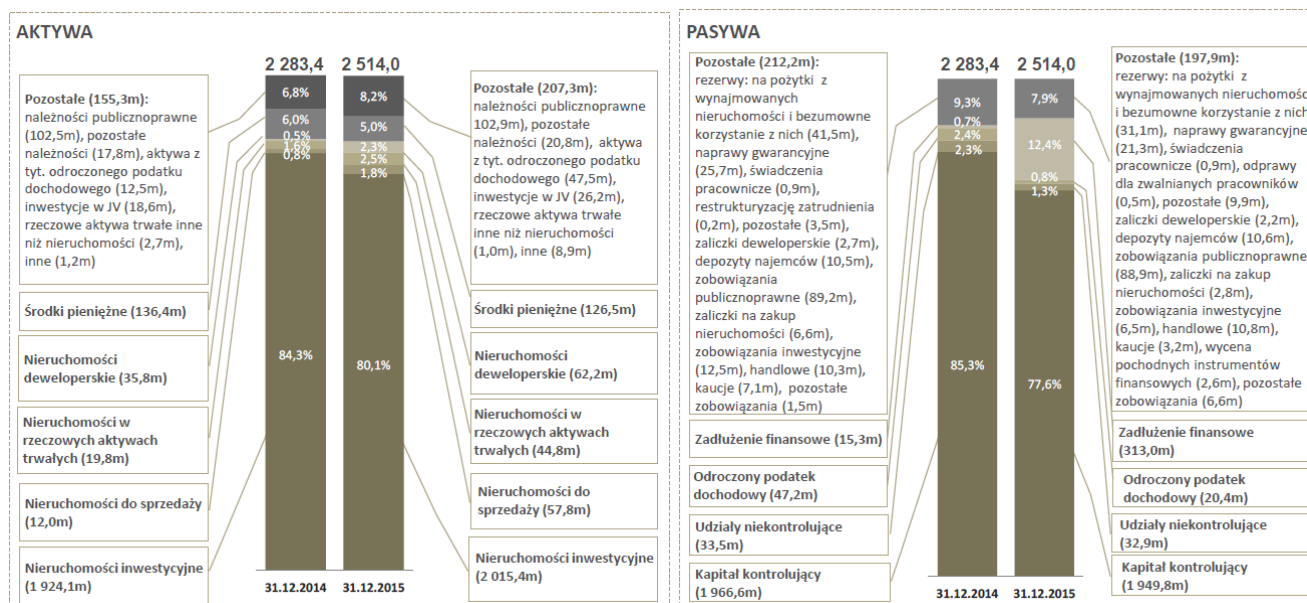 AKTYWA
2 283,4
2 514,0
Pozostałe (155,3m):
należności publicznoprawne
(102,5m), pozostałe
należności (17,8m), aktywa z
tyt. odroczonego podatku
dochodowego (12,5m),
inwestycje w JV (18,6m),
rzeczowe aktywa trwałe inne
niż nieruchomości (2,7m),
inne (1,2m)
Środki pieniężne (136,4m)
Nieruchomości
deweloperskie (35,8m)
Nieruchomości w
rzeczowych aktywach
trwałych (19,8m)
Nieruchomości do sprzedaży
(12,0m)
Nieruchomości inwestycyjne
(1 924,1m)
6,8%
6,0%
0,5%
1,6%
0,8%
84,3%
31.12.2014
8,2%
5,0%
2,3%
2,5%
1,8%
80,1%
31.12.2015
Pozostałe (207,3m):
należności publicznoprawne
102,9m), pozostałe
należności (20,8m), aktywa
z tyt. odroczonego podatku
dochodowego (47,5m),
inwestycje w JV (26,2m),
rzeczowe aktywa trwałe
inne niż nieruchomości
(1,0m), inne (8,9m)
Środki pieniężne (126,5m)
Nieruchomości
deweloperskie (62,2m)
Nieruchomości w
rzeczowych aktywach
trwałych (44,8m)
Nieruchomości do
sprzedaży (57,8m)
Nieruchomości inwestycyjne
(2 015,4m)
PASYWA
2 283,4
2 514,0
Pozostałe (212,2m):
rezerwy: na pożytki z
wynajmowanych
nieruchomości i bezumowne
korzystanie z nich (41,5m),
naprawy gwarancyjne
(25,7m), świadczenia
pracownicze (0,9m),
restrukturyzację zatrudnienia
(0,2m), pozostałe (3,5m),
zaliczki deweloperskie (2,7m),
depozyty najemców (10,5m),
zobowiązania
publicznoprawne (89,2m),
zaliczki na zakup
nieruchomości (6,6m),
zobowiązania inwestycyjne
(12,5m), handlowe (10,3m),
kaucje (7,1m), pozostałe
zobowiązania (1,5m)
Zadłużenie finansowe (15,3m)
Odroczony podatek
dochodowy (47,2m)
Udziały niekontrolujące
(33,5m)
Kapitał kontrolujący
(1 966,6m)
9,3%
0,7%
2,4%
2,3%
85,3%
31.12.2014
7,9%
12,4%
0,8%
1,3%
77,6%
31.12.2015
Pozostałe (197,9m):
rezerwy: na pożytki z
wynajmowanych nieruchomości
i bezumowne korzystanie z nich
(31,1m), naprawy gwarancyjne
(21,3m), świadczenia
pracownicze (0,9m), odprawy
dla zwalnianych pracowników
(0,5m), pozostałe (9,9m),
zaliczki deweloperskie (2,2m),
depozyty najemców (10,6m),
zobowiązania publicznoprawne
(88,9m), zaliczki na zakup
nieruchomości (2,8m),
zobowiązania inwestycyjne
(6,5m), handlowe (10,8m),
kaucje (3,2m), wycena
pochodnych instrumentów
finansowych (2,6m), pozostałe
zobowiązania (6,6m)
Zadłużenie finansowe
(313,0m)
Odroczony podatek
dochodowy (20,4m)
Udziały niekontrolujące
(32,9m)
Kapitał kontrolujący
(1 949,8m)